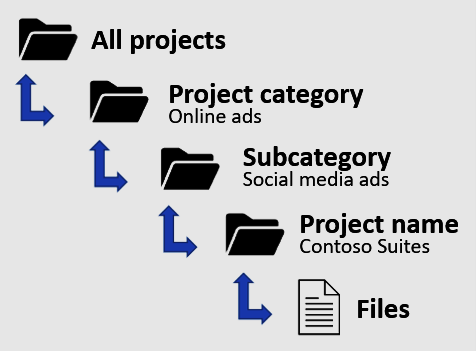 All projects
Project category
Online ads
Subcategory
Social media ads
Project name
Contoso Suites
Files